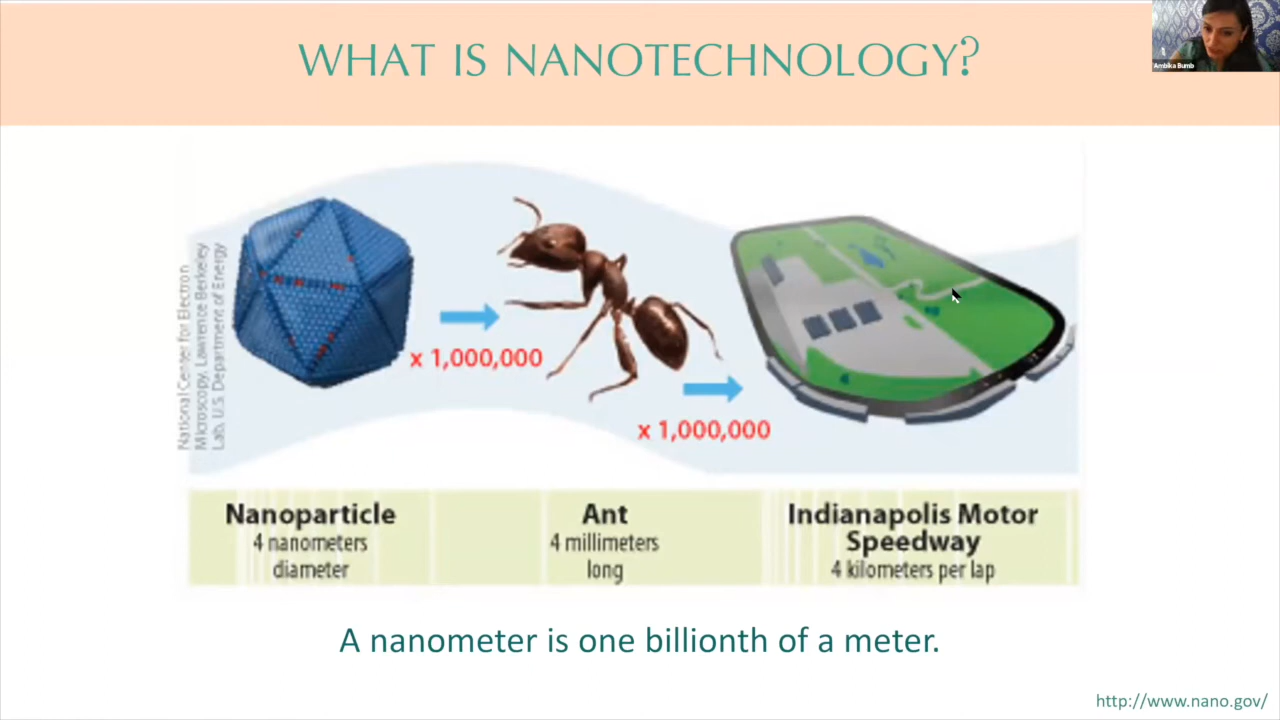 WHAT IS NANOTECHNOLOGY?
Ambika Bumb
National Center for Electron
Microscopy, Lawrence Berkeley
Lab, U.S. Department of Energy
x 1,000,000
x 1,000,000
Nanoparticle
4 nanometers
diameter
Ant
4 millimeters
long
Indianapolis Motor
Speedway
4 kilometers per lap
A nanometer is one billionth of a meter.
http://www.nano.gov/